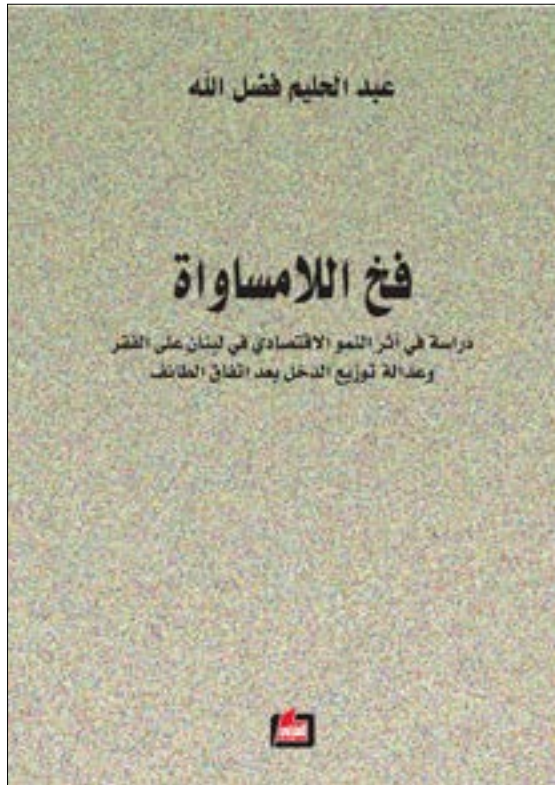 عبد الحليم فضل الله
فخ اللامساواة
دراسة في أثر النمو الاقتصادي في لبنان على الفقر
وعدالة توزيع الدخل بعد اتفاق الطائف